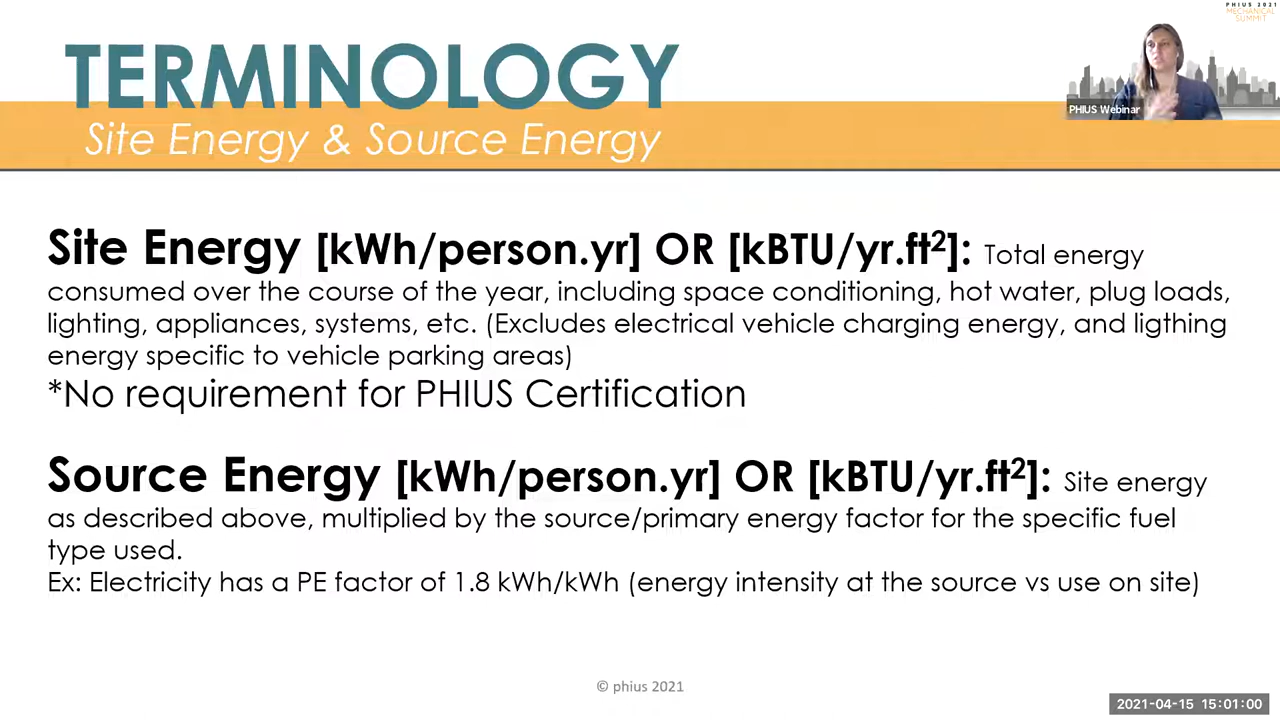 PHIUS 2021
MECHANICAL
SUMMIT
TERMINOLOGY
PHIUS Webinar
Site Energy & Source Energy
Site Energy [kWh/person.yr] OR [kBTU/yr.ft²]: Total energy
consumed over the course of the year, including space conditioning, hot water, plug loads,
lighting, appliances, systems, etc. (Excludes electrical vehicle charging energy, and ligthing
energy specific to vehicle parking areas)
*No requirement for PHIUS Certification
Source Energy [kWh/person.yr] OR [kBTU/yr.ft²]: Site energy
as described above, multiplied by the source/primary energy factor for the specific fuel
type used.
Ex: Electricity has a PE factor of 1.8 kWh/kWh (energy intensity at the source vs use on site)
© phius 2021
2021-04-15 15:01:00